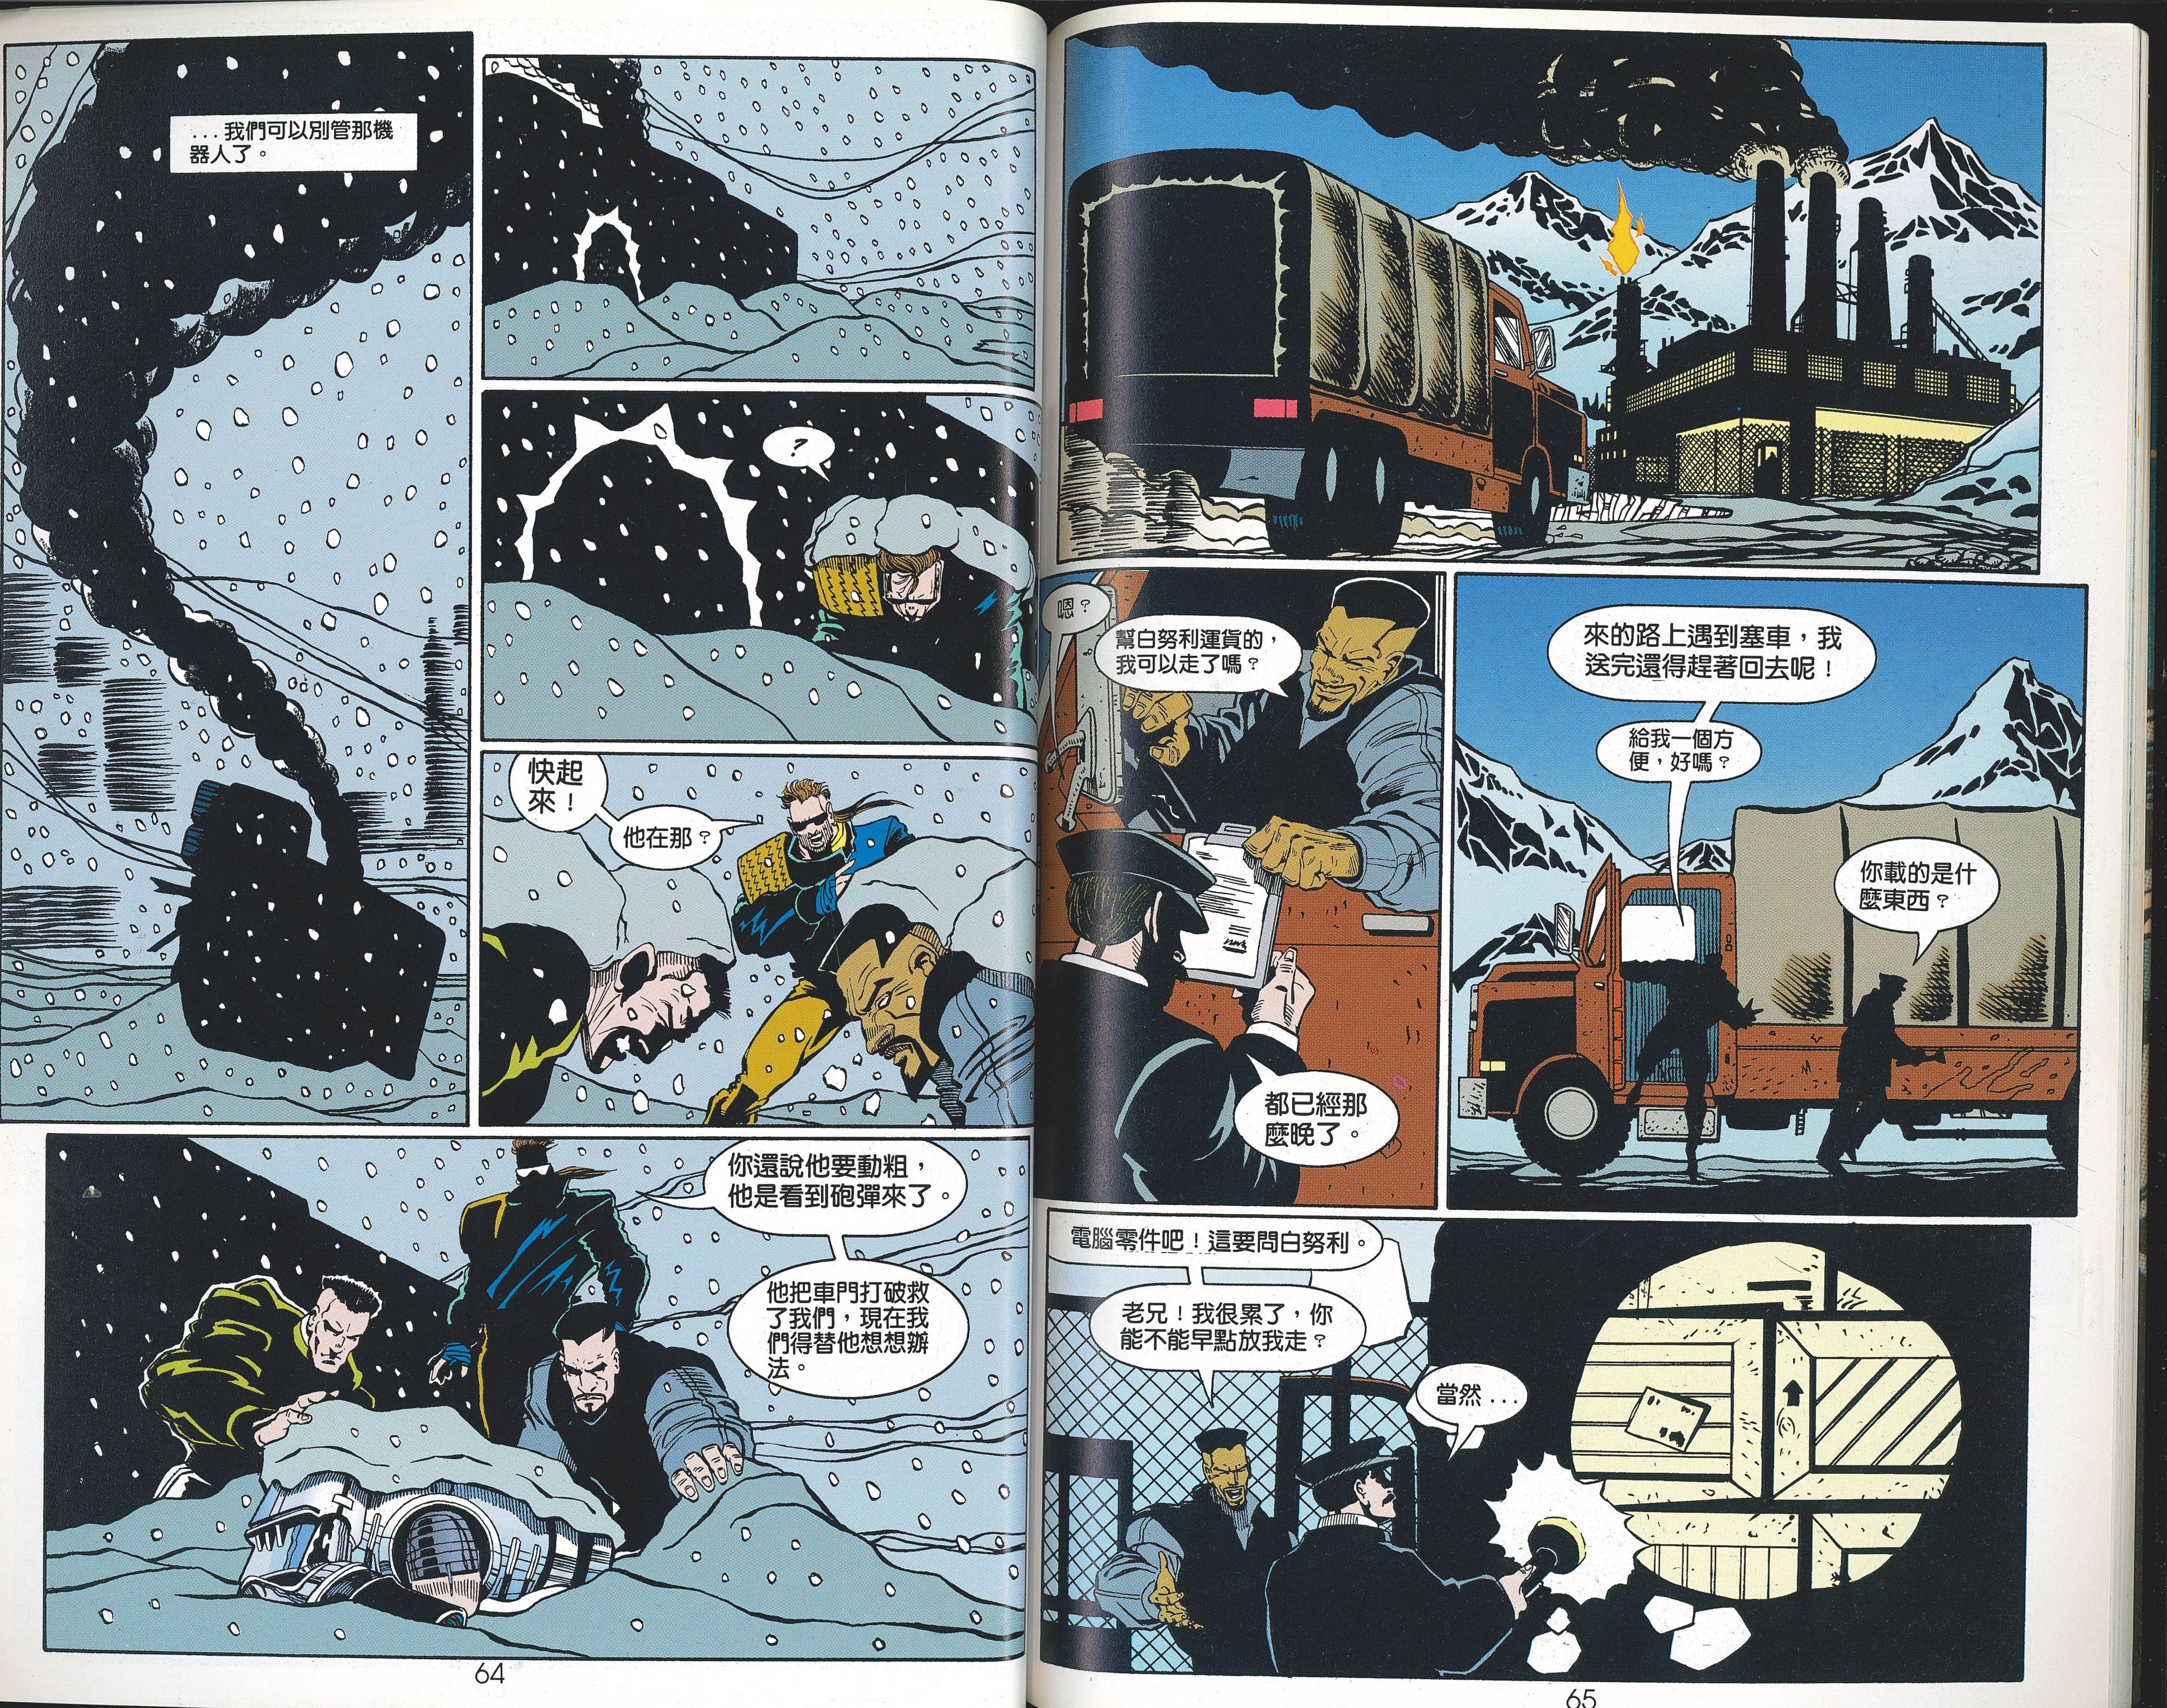 ...我們可以別管那機
器人了。
?
快起
來！
他在那？
你還說他要動粗，
他是看到砲彈來了。
他把車門打破救
了我們，現在我
們得替他想想辦
法。
64
嗯？
幫白努利運貨的，
我可以走了嗎？
都已經那
麼晚了。
來的路上遇到塞車，我
送完還得趕著回去呢！
給我一個方
便，好嗎？
你載的是什
麼東西？
電腦零件吧！這要問白努利。
老兄！我很累了，你
能不能早點放我走？
當然...
65